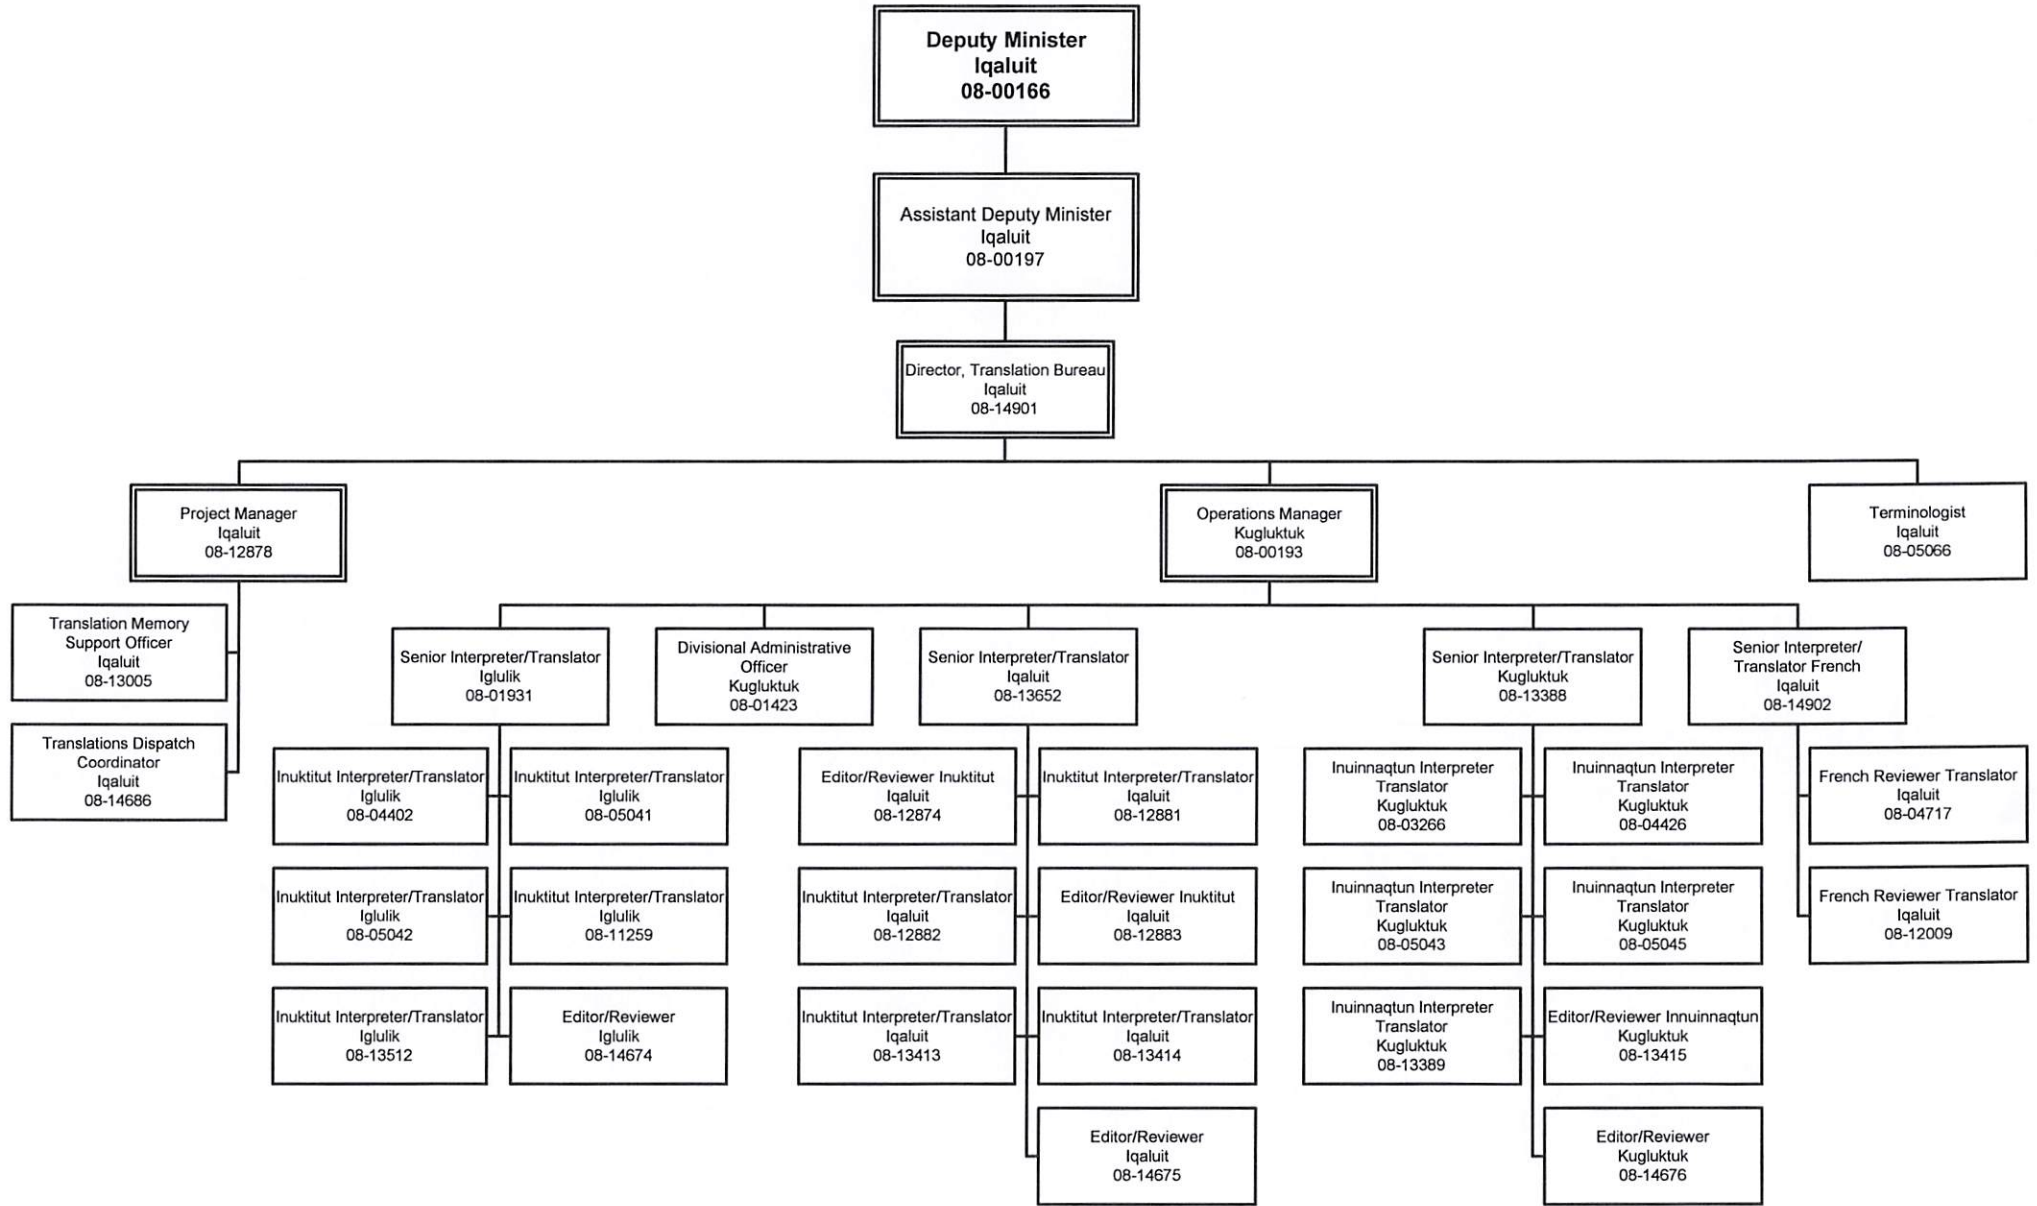 Deputy Minister
Iqaluit
08-00166
Assistant Deputy Minister
Iqaluit
08-00197
Director, Translation Bureau
Iqaluit
08-14901
Project Manager
Iqaluit
08-12878
Operations Manager
Kugluktuk
08-00193
Terminologist
Iqaluit
08-05066
Translation Memory
Support Officer
Iqaluit
08-13005
Translations Dispatch
Coordinator
Iqaluit
08-14686
Senior Interpreter/Translator
Iglulik
08-01931
Divisional Administrative
Officer
Kugluktuk
08-01423
Senior Interpreter/Translator
Iqaluit
08-13652
Senior Interpreter/Translator
Kugluktuk
08-13388
Senior Interpreter/
Translator French
Iqaluit
08-14902
Inuktitut Interpreter/Translator
Iglulik
08-04402
Inuktitut Interpreter/Translator
Iglulik
08-05041
Inuktitut Interpreter/Translator
Iglulik
08-05042
Inuktitut Interpreter/Translator
Iglulik
08-11259
Inuktitut Interpreter/Translator
Iglulik
08-13512
Editor/Reviewer
Iglulik
08-14674
Editor/Reviewer Inuktitut
Iqaluit
08-12874
Inuktitut Interpreter/Translator
Iqaluit
08-12881
Inuktitut Interpreter/Translator
Iqaluit
08-12882
Editor/Reviewer Inuktitut
Iqaluit
08-12883
Inuktitut Interpreter/Translator
Iqaluit
08-13413
Inuktitut Interpreter/Translator
Iqaluit
08-13414
Editor/Reviewer
Iqaluit
08-14675
Inuinnaqtun Interpreter
Translator
Kugluktuk
08-03266
Inuinnaqtun Interpreter
Translator
Kugluktuk
08-04426
Inuinnaqtun Interpreter
Translator
Kugluktuk
08-05043
Inuinnaqtun Interpreter
Translator
Kugluktuk
08-05045
Inuinnaqtun Interpreter
Translator
Kugluktuk
08-13389
Editor/Reviewer Innuinnaqtun
Kugluktuk
08-13415
Editor/Reviewer
Kugluktuk
08-14676
French Reviewer Translator
Iqaluit
08-04717
French Reviewer Translator
Iqaluit
08-12009